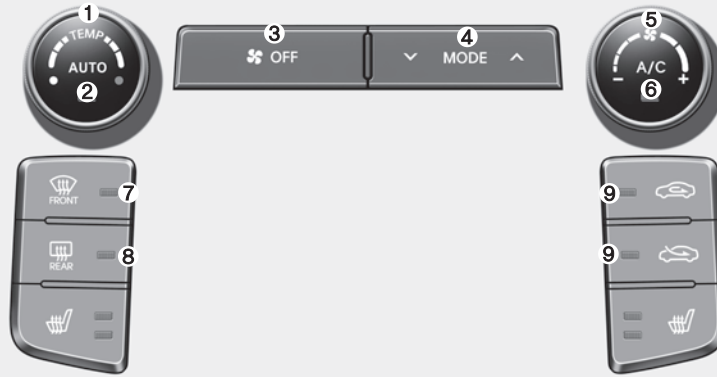 1
TEMP
AUTO
2
3
OFF
4
MODE
5
A/C
- +
6
FRONT 7
REAR 8
9
9